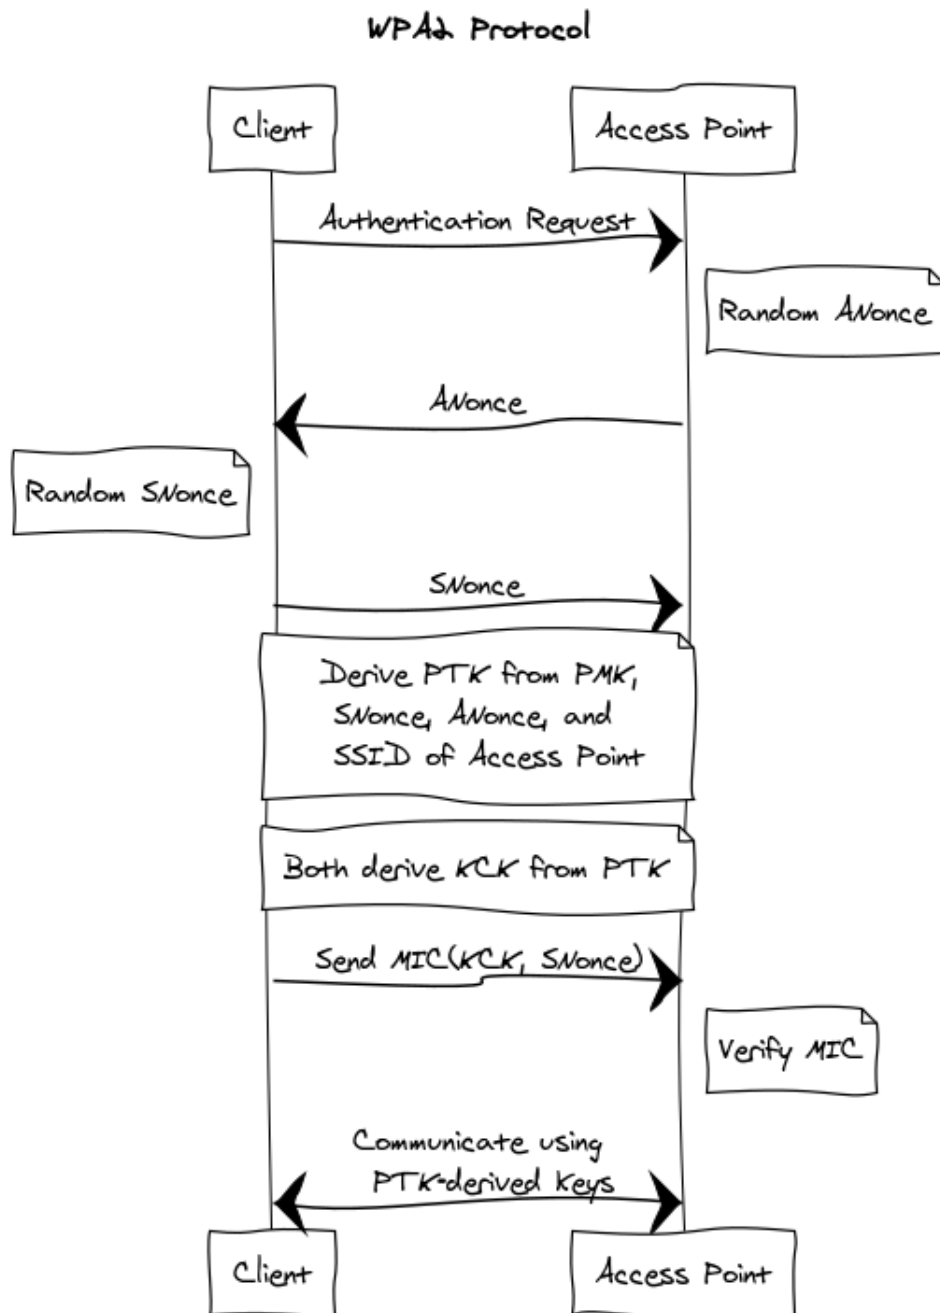 WPA2 Protocol
Client
Access Point
Authentication Request
Random ANonce
ANonce
Random SNonce
SNonce
Derive PTK from PMK,
SNonce, ANonce, and
SSID of Access Point
Both derive KCK from PTK
Send MIC(KCK, SNonce)
Verify MIC
Communicate using
PTK-derived keys
Client
Access Point